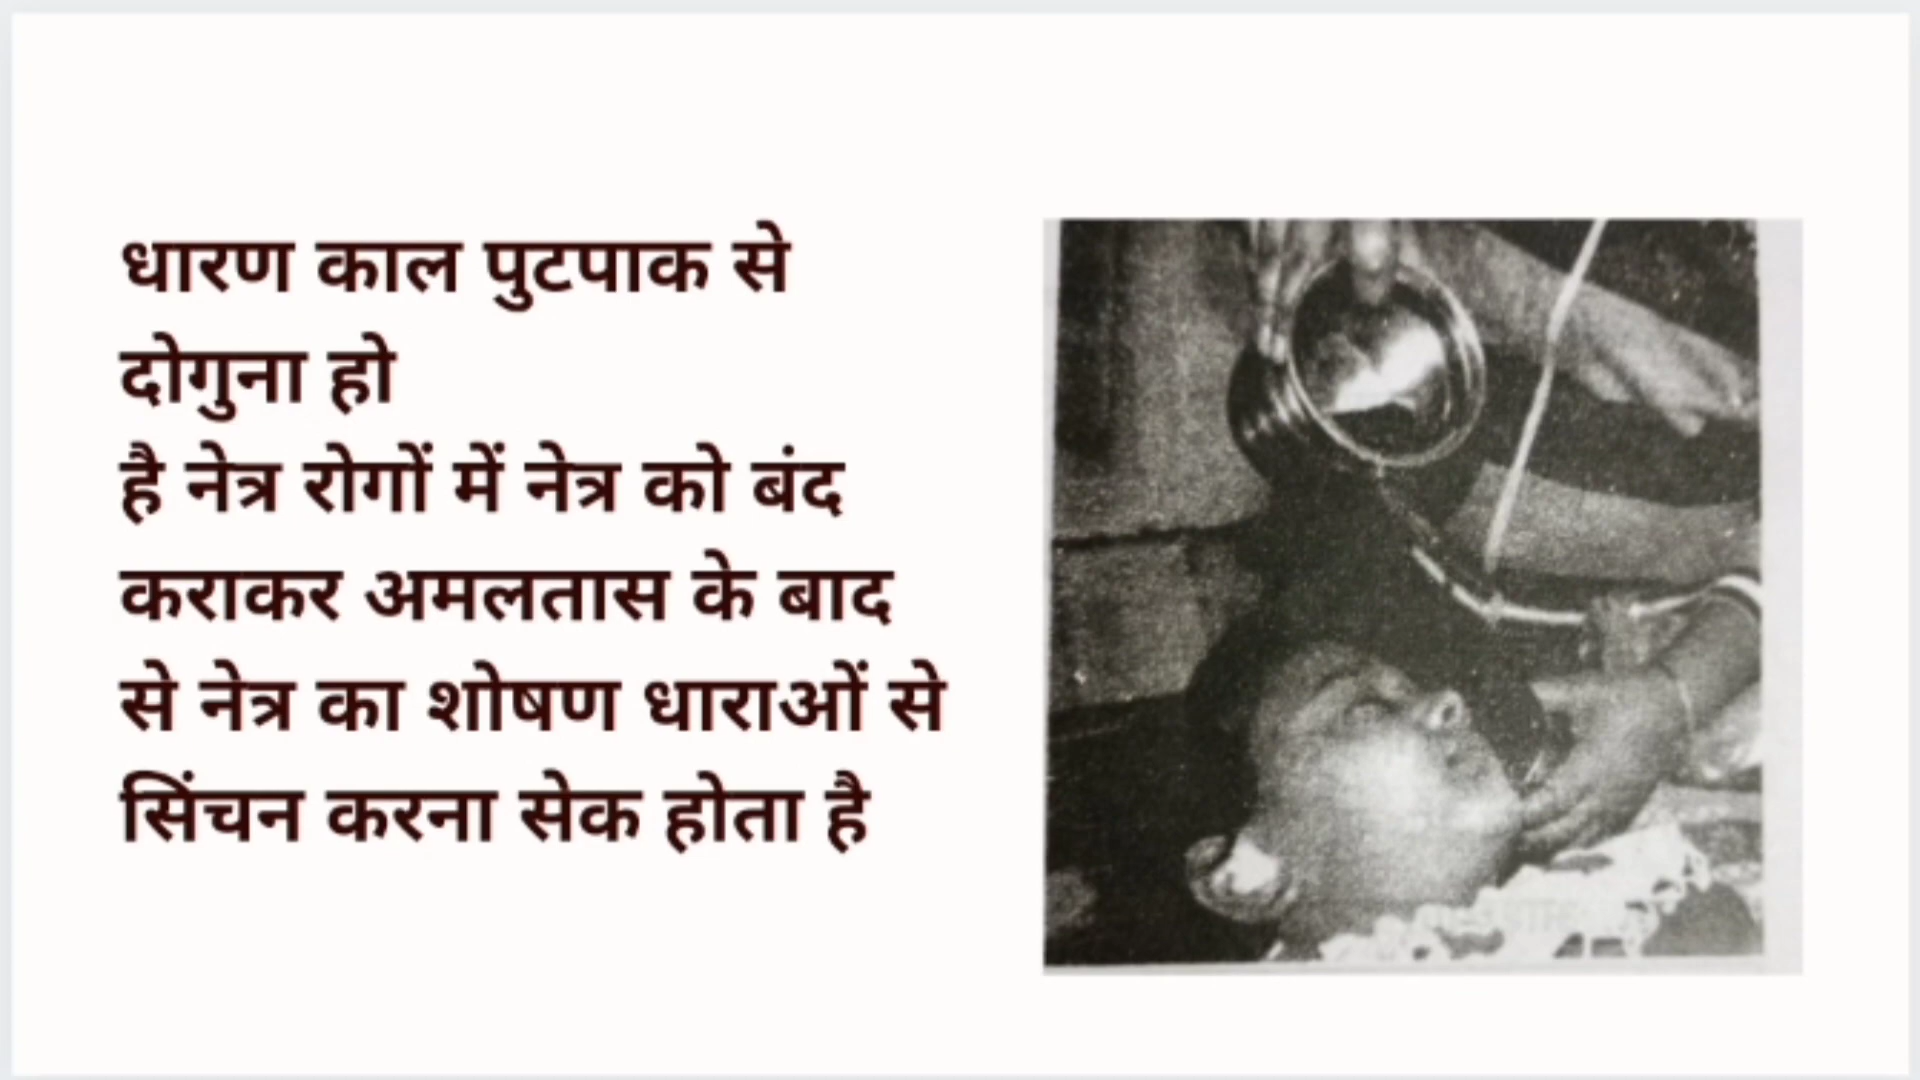 धारण काल पुटपाक से
दोगुना हो
है नेत्र रोगों में नेत्र को बंद
कराकर अमलतास के बाद
से नेत्र का शोषण धाराओं से
सिंचन करना सेक होता है